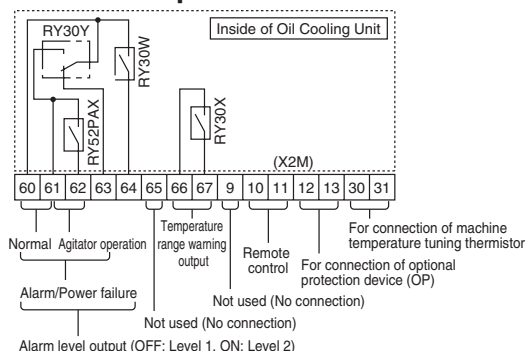 Inside of Oil Cooling Unit
RY30Y
RY30W
RY52PAX
RY30X
(X2M)
60 61 62 63 64 65 66 67 9 10 11 12 13 30 31
Normal
Agitator operation
Temperature
range warning
output
Remote
control
For connection of machine
temperature tuning thermistor
For connection of optional
protection device (OP)
Alarm/Power failure
Not used (No connection)
Not used (No connection)
Alarm level output (OFF: Level 1, ON: Level 2)